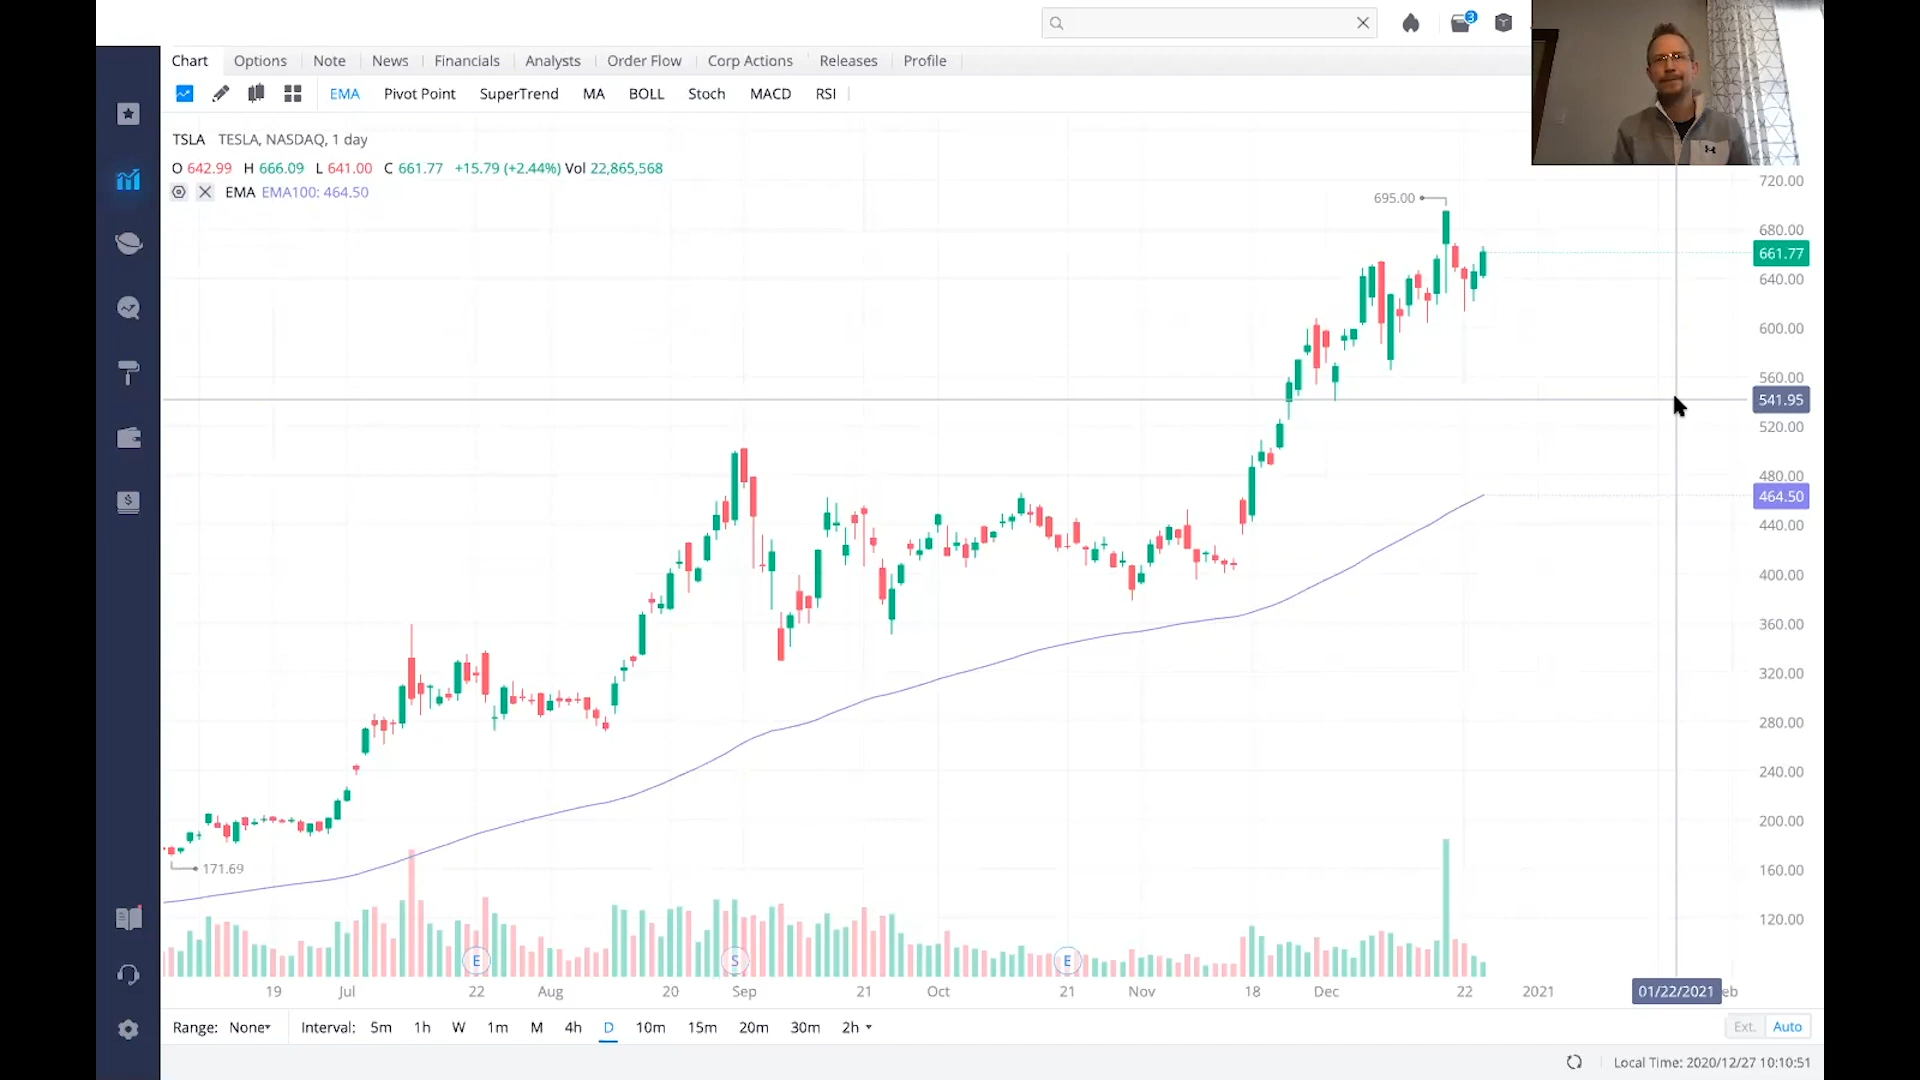 3
Chart Options Note News Financials Analysts Order Flow Corp Actions Releases Profile
EMA Pivot Point SuperTrend MA BOLL Stoch MACD RSI
TSLA TESLA, NASDAQ, 1 day
O 642.99 H 666.09 L 641.00 C 661.77 +15.79 (+2.44%) Vol 22,865,568
EMA EMA100: 464.50
720.00
695.00
680.00
661.77
640.00
600.00
560.00
541.95
520.00
480.00
464.50
440.00
400.00
360.00
320.00
280.00
240.00
200.00
171.69
160.00
120.00
E S E
19 Jul 22 Aug 20 Sep 21 Oct 21 Nov 18 Dec 22 2021 01/22/2021 eb
Range: None Interval: 5m 1h W 1m M 4h D 10m 15m 20m 30m 2h Ext. Auto
Local Time: 2020/12/27 10:10:51